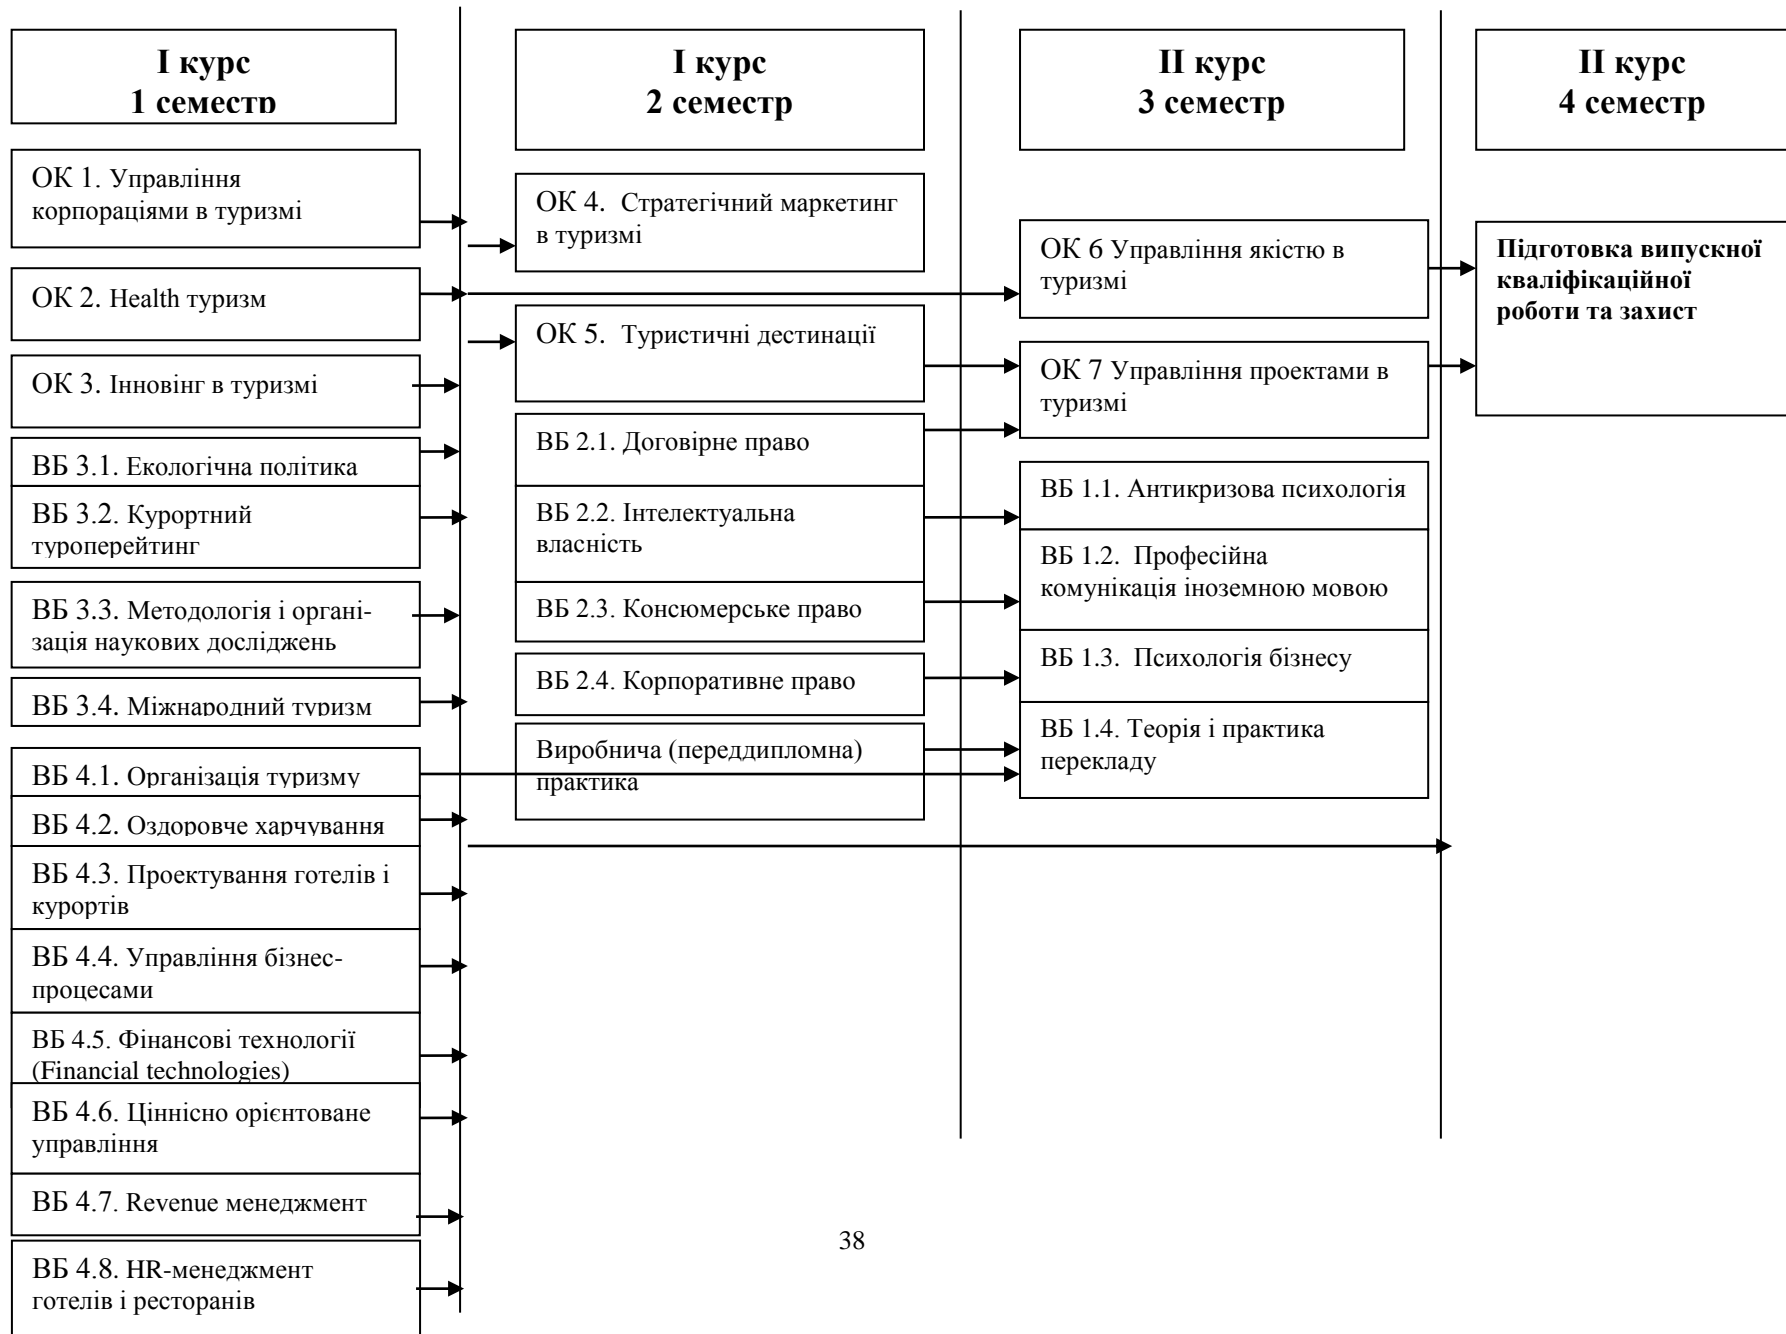 I курс
1 семестр
ОК 1. Управління
корпораціями в туризмі
ОК 2. Health туризм
ОК 3. Інновінг в туризмі
ВБ 3.1. Екологічна політика
ВБ 3.2. Курортний
туроперейтинг
ВБ 3.3. Методологія і органі-
зація наукових досліджень
ВБ 3.4. Міжнародний туризм
ВБ 4.1. Організація туризму
ВБ 4.2. Оздоровче харчування
ВБ 4.3. Проектування готелів і
курортів
ВБ 4.4. Управління бізнес-
процесами
ВБ 4.5. Фінансові технології
(Financial technologies)
ВБ 4.6. Ціннісно орієнтоване
управління
ВБ 4.7. Revenue менеджмент
ВБ 4.8. HR-менеджмент
готелів і ресторанів
I курс
2 семестр
ОК 4. Стратегічний маркетинг
в туризмі
ОК 5. Туристичні дестинації
ВБ 2.1. Договірне право
ВБ 2.2. Інтелектуальна
власність
ВБ 2.3. Консюмерське право
ВБ 2.4. Корпоративне право
Виробнича (переддипломна)
практика
II курс
3 семестр
ОК 6 Управління якістю в
туризмі
ОК 7 Управління проектами в
туризмі
ВБ 1.1. Антикризова психологія
ВБ 1.2. Професійна
комунікація іноземною мовою
ВБ 1.3. Психологія бізнесу
ВБ 1.4. Теорія і практика
перекладу
II курс
4 семестр
Підготовка випускної
кваліфікаційної
роботи та захист
38